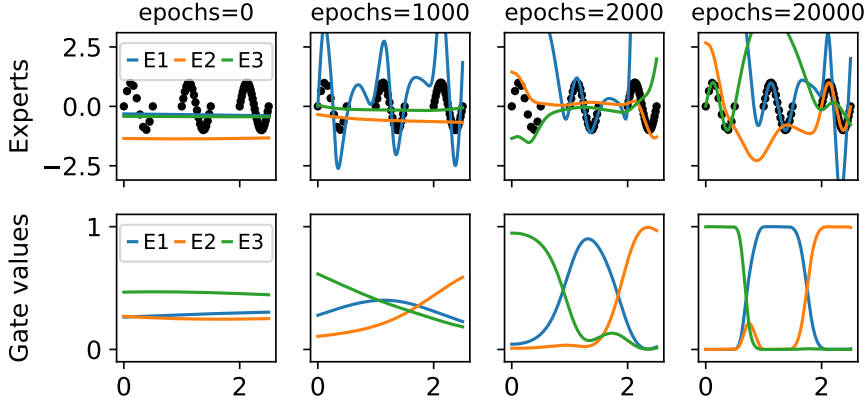 epochs=0 epochs=1000 epochs=2000 epochs=20000
Experts
2.5
0.0
−2.5
E1 E2 E3
Gate values
1
0
E1 E2 E3
0 2 0 2 0 2 0 2